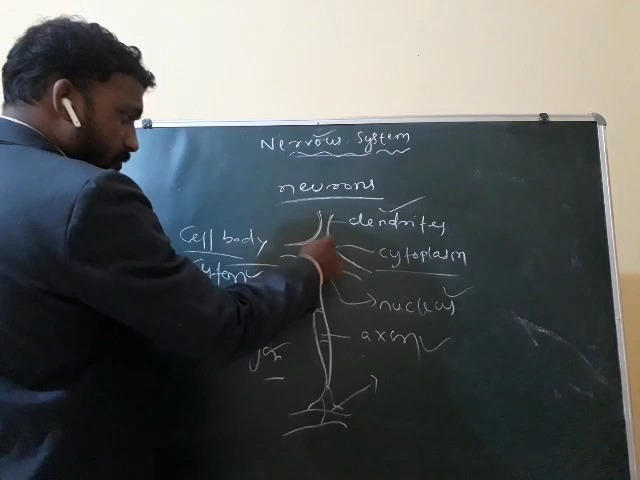 Nervous System
neurons
dendrites
Cell body
cytoplasm
nucleus
axon